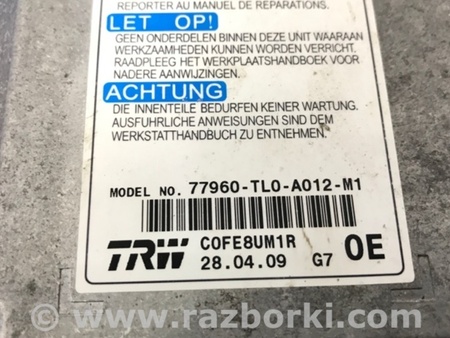 REPORTER AU MANUEL DE REPARATIONS.
LET OP!
GEEN ONDERDELEN BINNEN DEZE UNIT WAARAAN
WERKZAAMHEDEN KUNNEN WORDEN VERRICHT.
RAADPLEEG HET WERKPLAATSHANDBOEK VOOR
NADERE AANWIJZINGEN.
ACHTUNG
DIE INNENTEILE BEDURFEN KEINER WARTUNG.
AUSFUHRLICHE ANWEISUNGEN SIND DEM
WERKSTATTHANDBUCH ZU ENTNEHMEN.
MODEL NO. 77960-TL0-A012-M1
TRW C0FE8UM1R 0E
28.04.09 G7
www.razborki.com